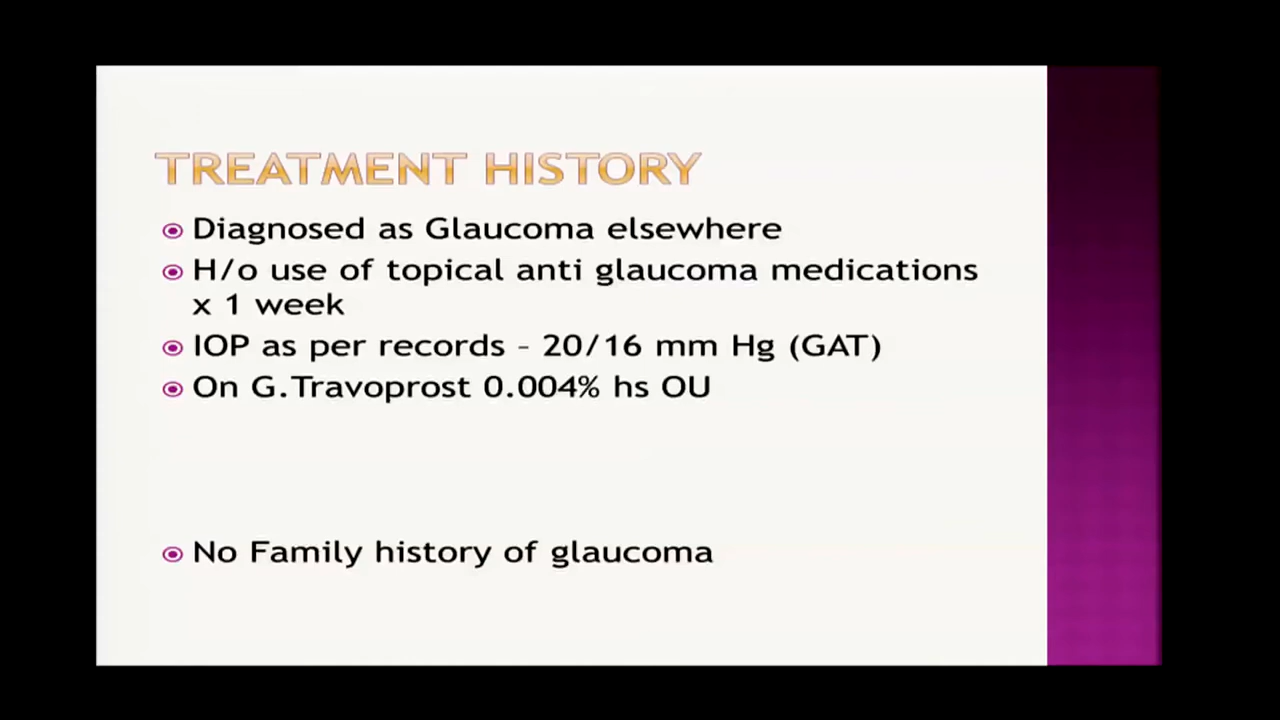 TREATMENT HISTORY
Diagnosed as Glaucoma elsewhere
H/o use of topical anti glaucoma medications
x 1 week
IOP as per records - 20/16 mm Hg (GAT)
On G.Travoprost 0.004% hs OU
No Family history of glaucoma